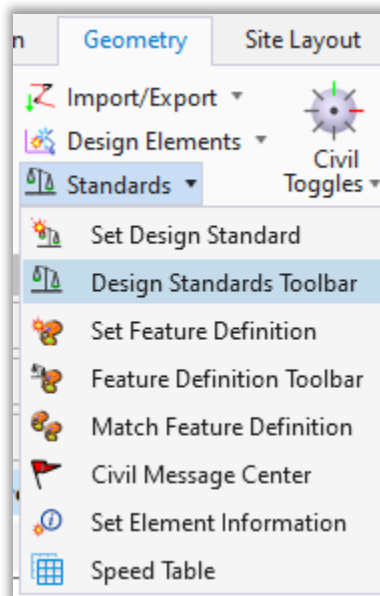 n Geometry Site Layout
Import/Export
Design Elements
Standards
Civil
Toggles
Set Design Standard
Design Standards Toolbar
Set Feature Definition
Feature Definition Toolbar
Match Feature Definition
Civil Message Center
Set Element Information
Speed Table